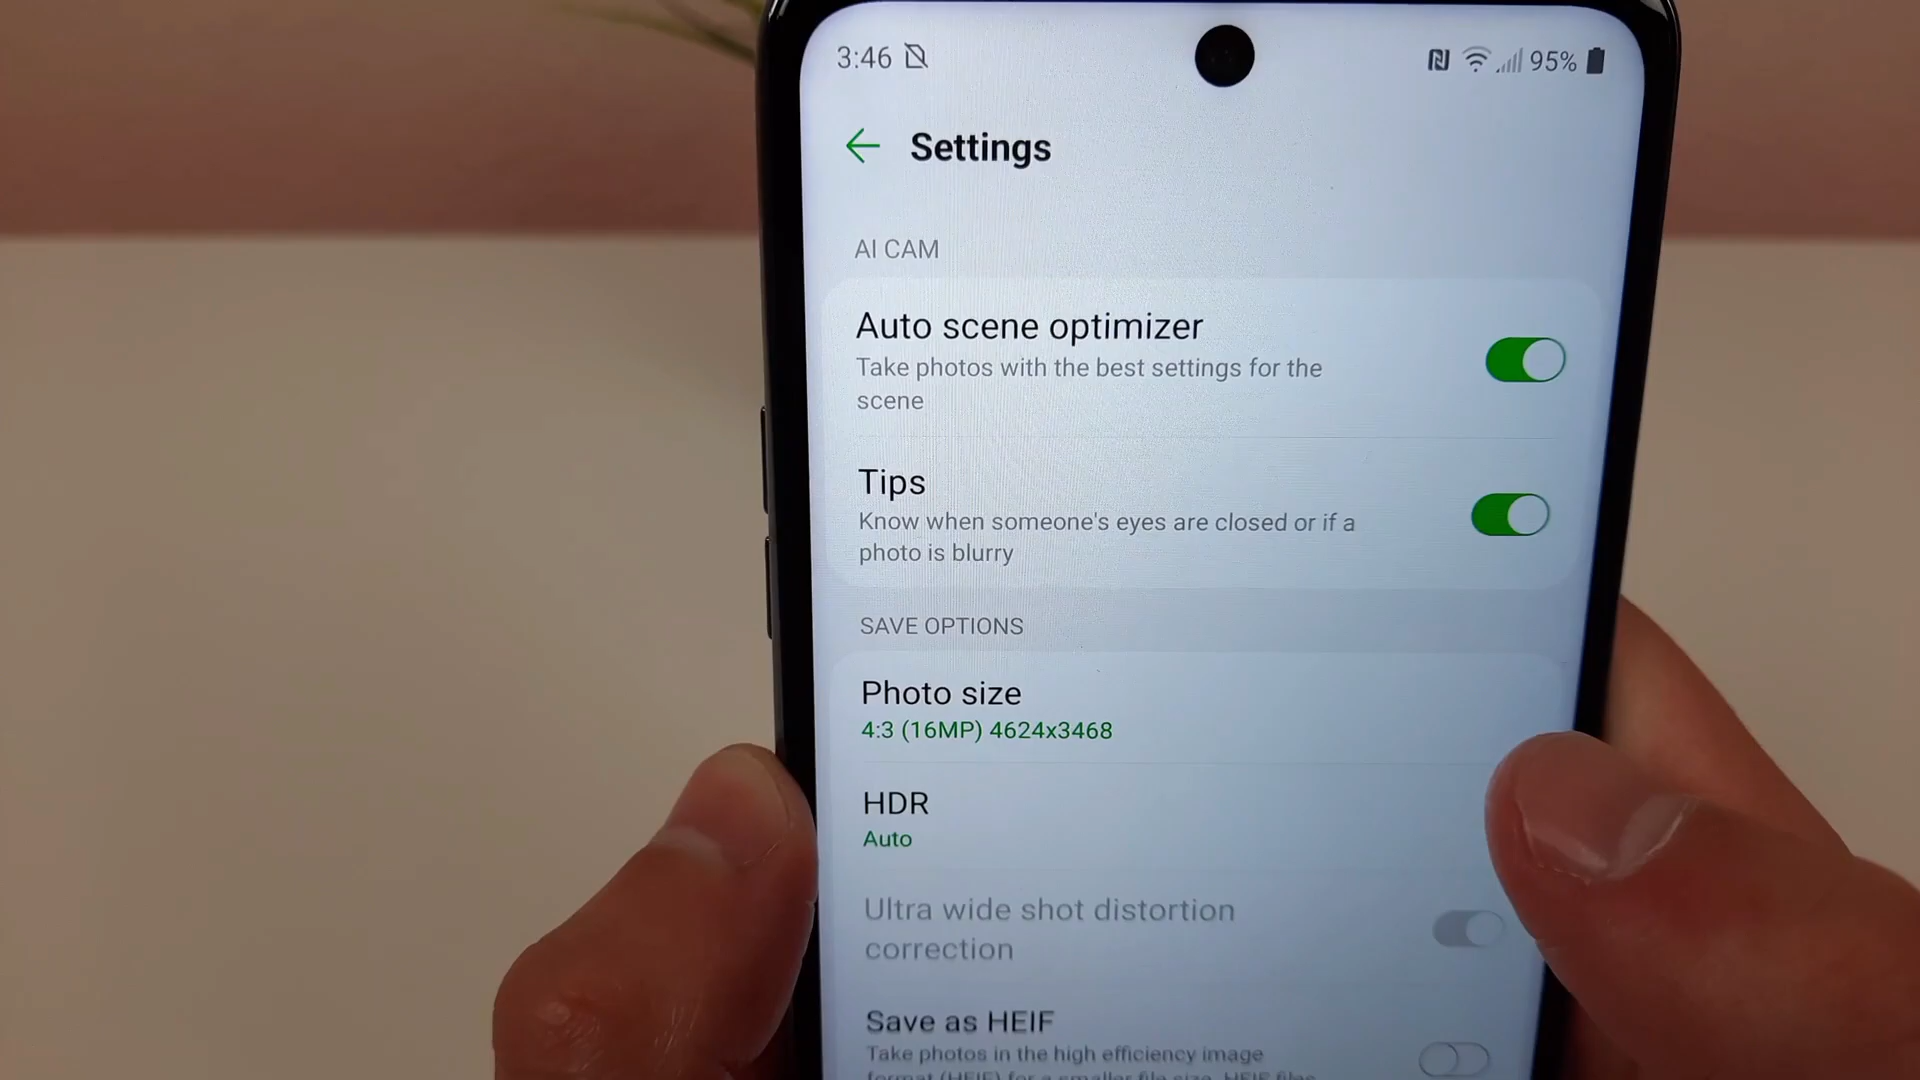 3:46
95%
Settings
AI CAM
Auto scene optimizer
Take photos with the best settings for the
scene
Tips
Know when someone's eyes are closed or if a
photo is blurry
SAVE OPTIONS
Photo size
4:3 (16MP) 4624x3468
HDR
Auto
Ultra wide shot distortion
correction
Save as HEIF
Take photos in the high efficiency image
format (HEIF) for a smaller file size. HEIF files